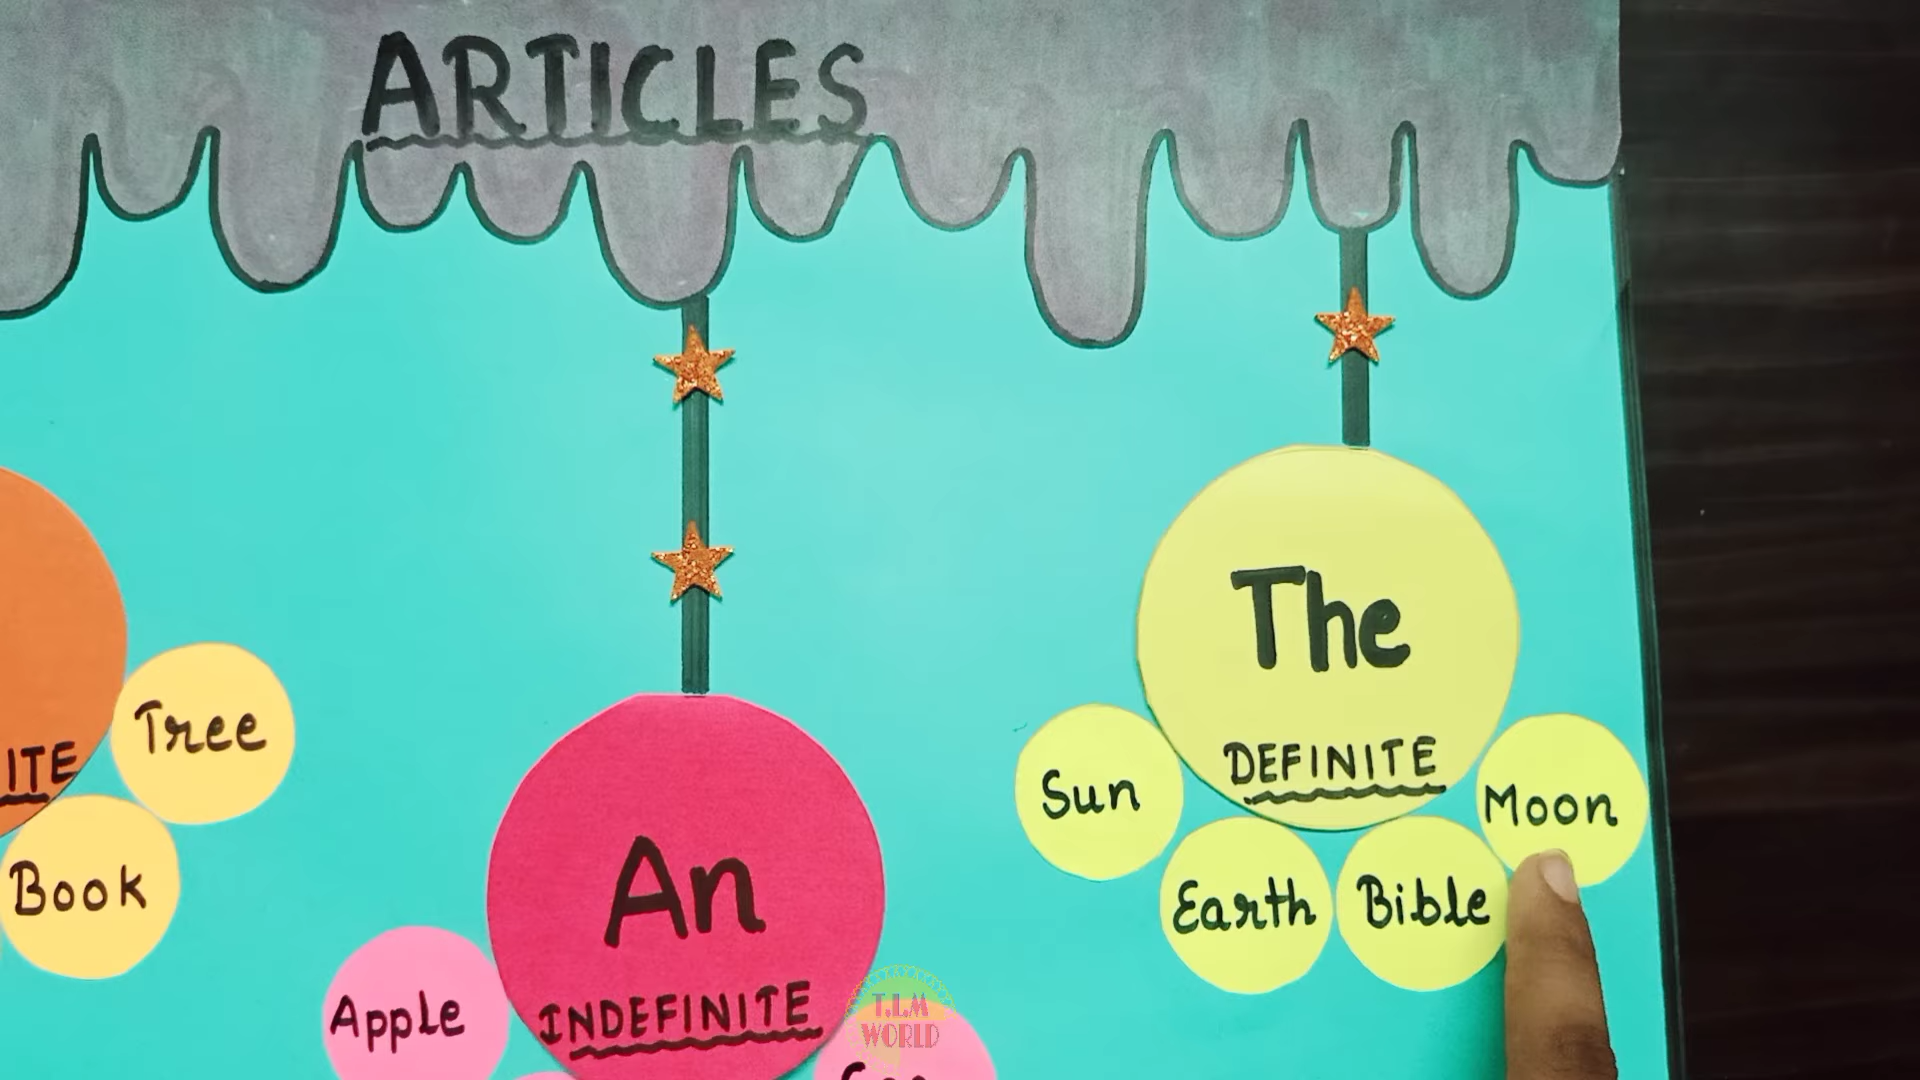 ARTICLES
ITE
Tree
Book
An
INDEFINITE
Apple
The
DEFINITE
Sun
Earth
Bible
Moon
T.L.M
WORLD